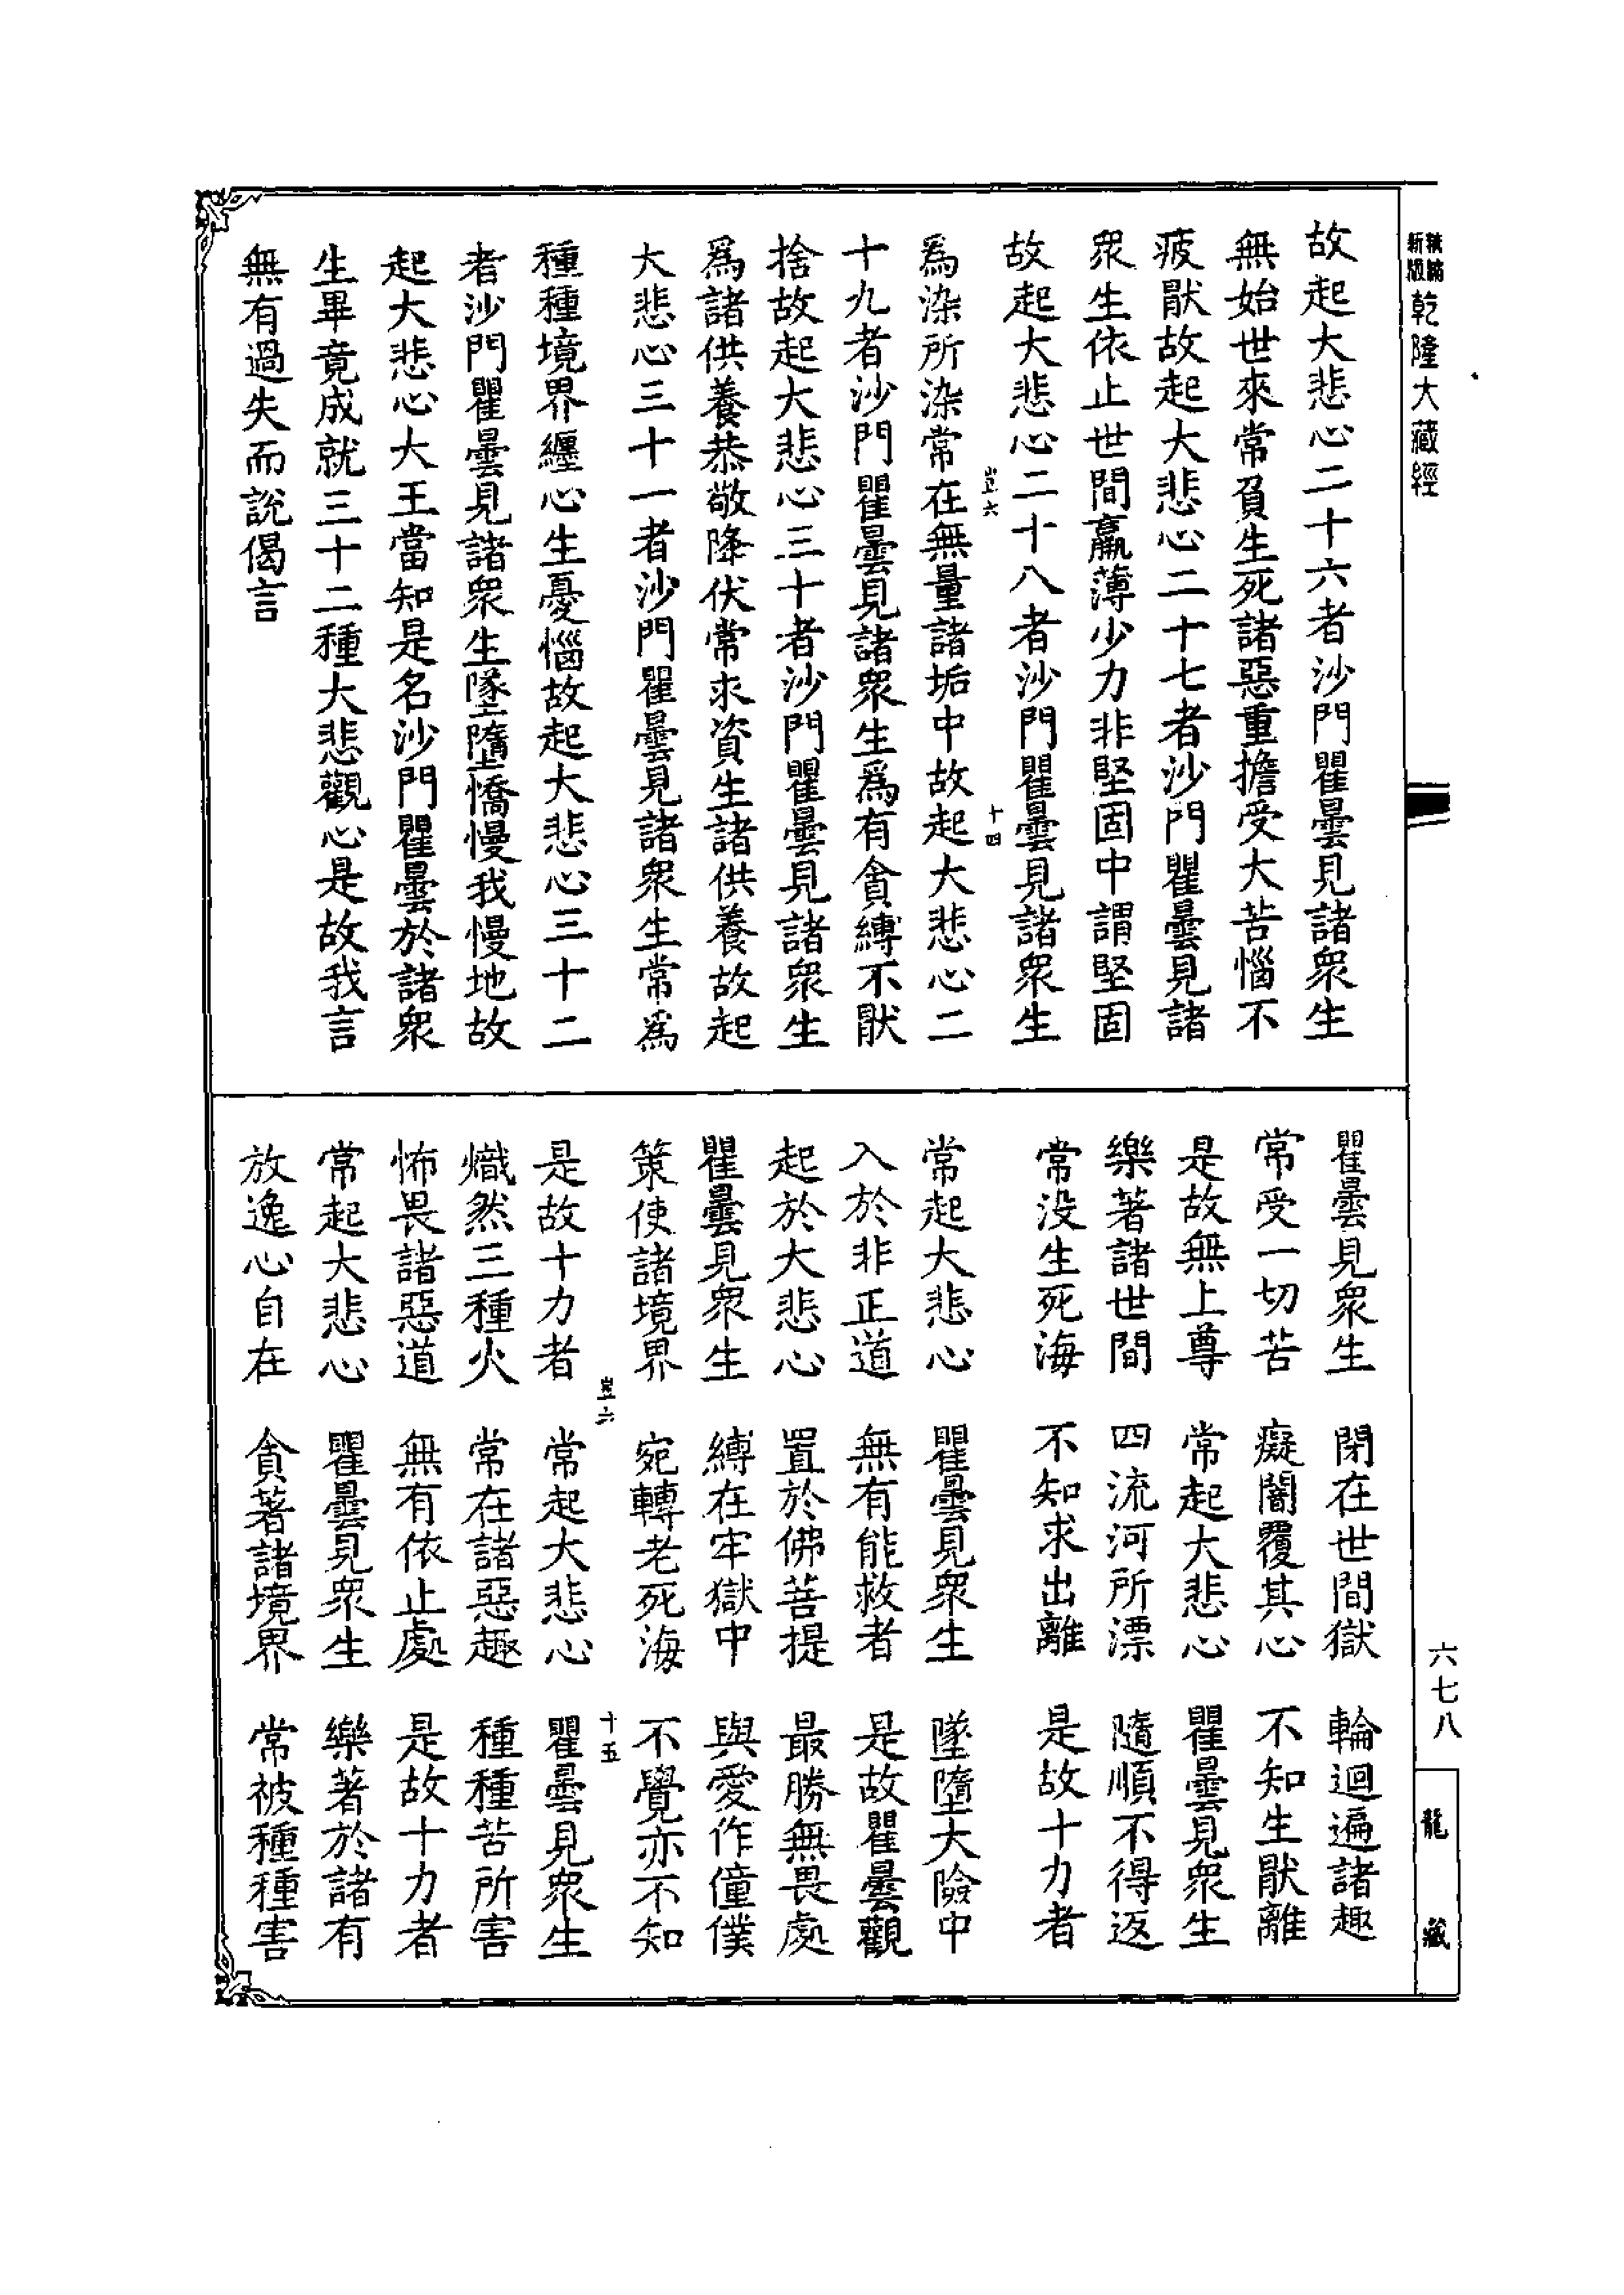 新版
精縮
乾隆大藏經
故起大悲心二十六者沙門瞿曇見諸衆生
無始世來常負生死諸惡重擔受大苦惱不
疲猒故起大悲心二十七者沙門瞿曇見諸
衆生依止世間羸薄少力非堅固中謂堅固
故起大悲心二十八者沙門瞿曇見諸衆生
豈六
十四
爲染所染常在無量諸垢中故起大悲心二
十九者沙門瞿曇見諸衆生爲有貪縛不猒
捨故起大悲心三十者沙門瞿曇見諸衆生
爲諸供養恭敬降伏常求資生諸供養故起
大悲心三十一者沙門瞿曇見諸衆生常爲
種種境界纏心生憂惱故起大悲心三十二
者沙門瞿曇見諸衆生墜墮憍慢我慢地故
起大悲心大王當知是名沙門瞿曇於諸衆
生畢竟成就三十二種大悲觀心是故我言
無有過失而說偈言
瞿曇見衆生 閉在世間獄 輪迴遍諸趣
常受一切苦 癡闇覆其心 不知生猒離
是故無上尊 常起大悲心 瞿曇見衆生
樂著諸世間 四流河所漂 隨順不得返
常没生死海 不知求出離 是故十力者
常起大悲心 瞿曇見衆生 墜墮大險中
入於非正道 無有能救者 是故瞿曇觀
起於大悲心 置於佛菩提 最勝無畏處
瞿曇見衆生 縛在牢獄中 與愛作僮僕
策使諸境界 宛轉老死海 不覺亦不知
豈六
十五
是故十力者 常起大悲心 瞿曇見衆生
熾然三種火 常在諸惡趣 種種苦所害
怖畏諸惡道 無有依止處 是故十力者
常起大悲心 瞿曇見衆生 樂著於諸有
放逸心自在 貪著諸境界 常被種種害
六七八
龍藏